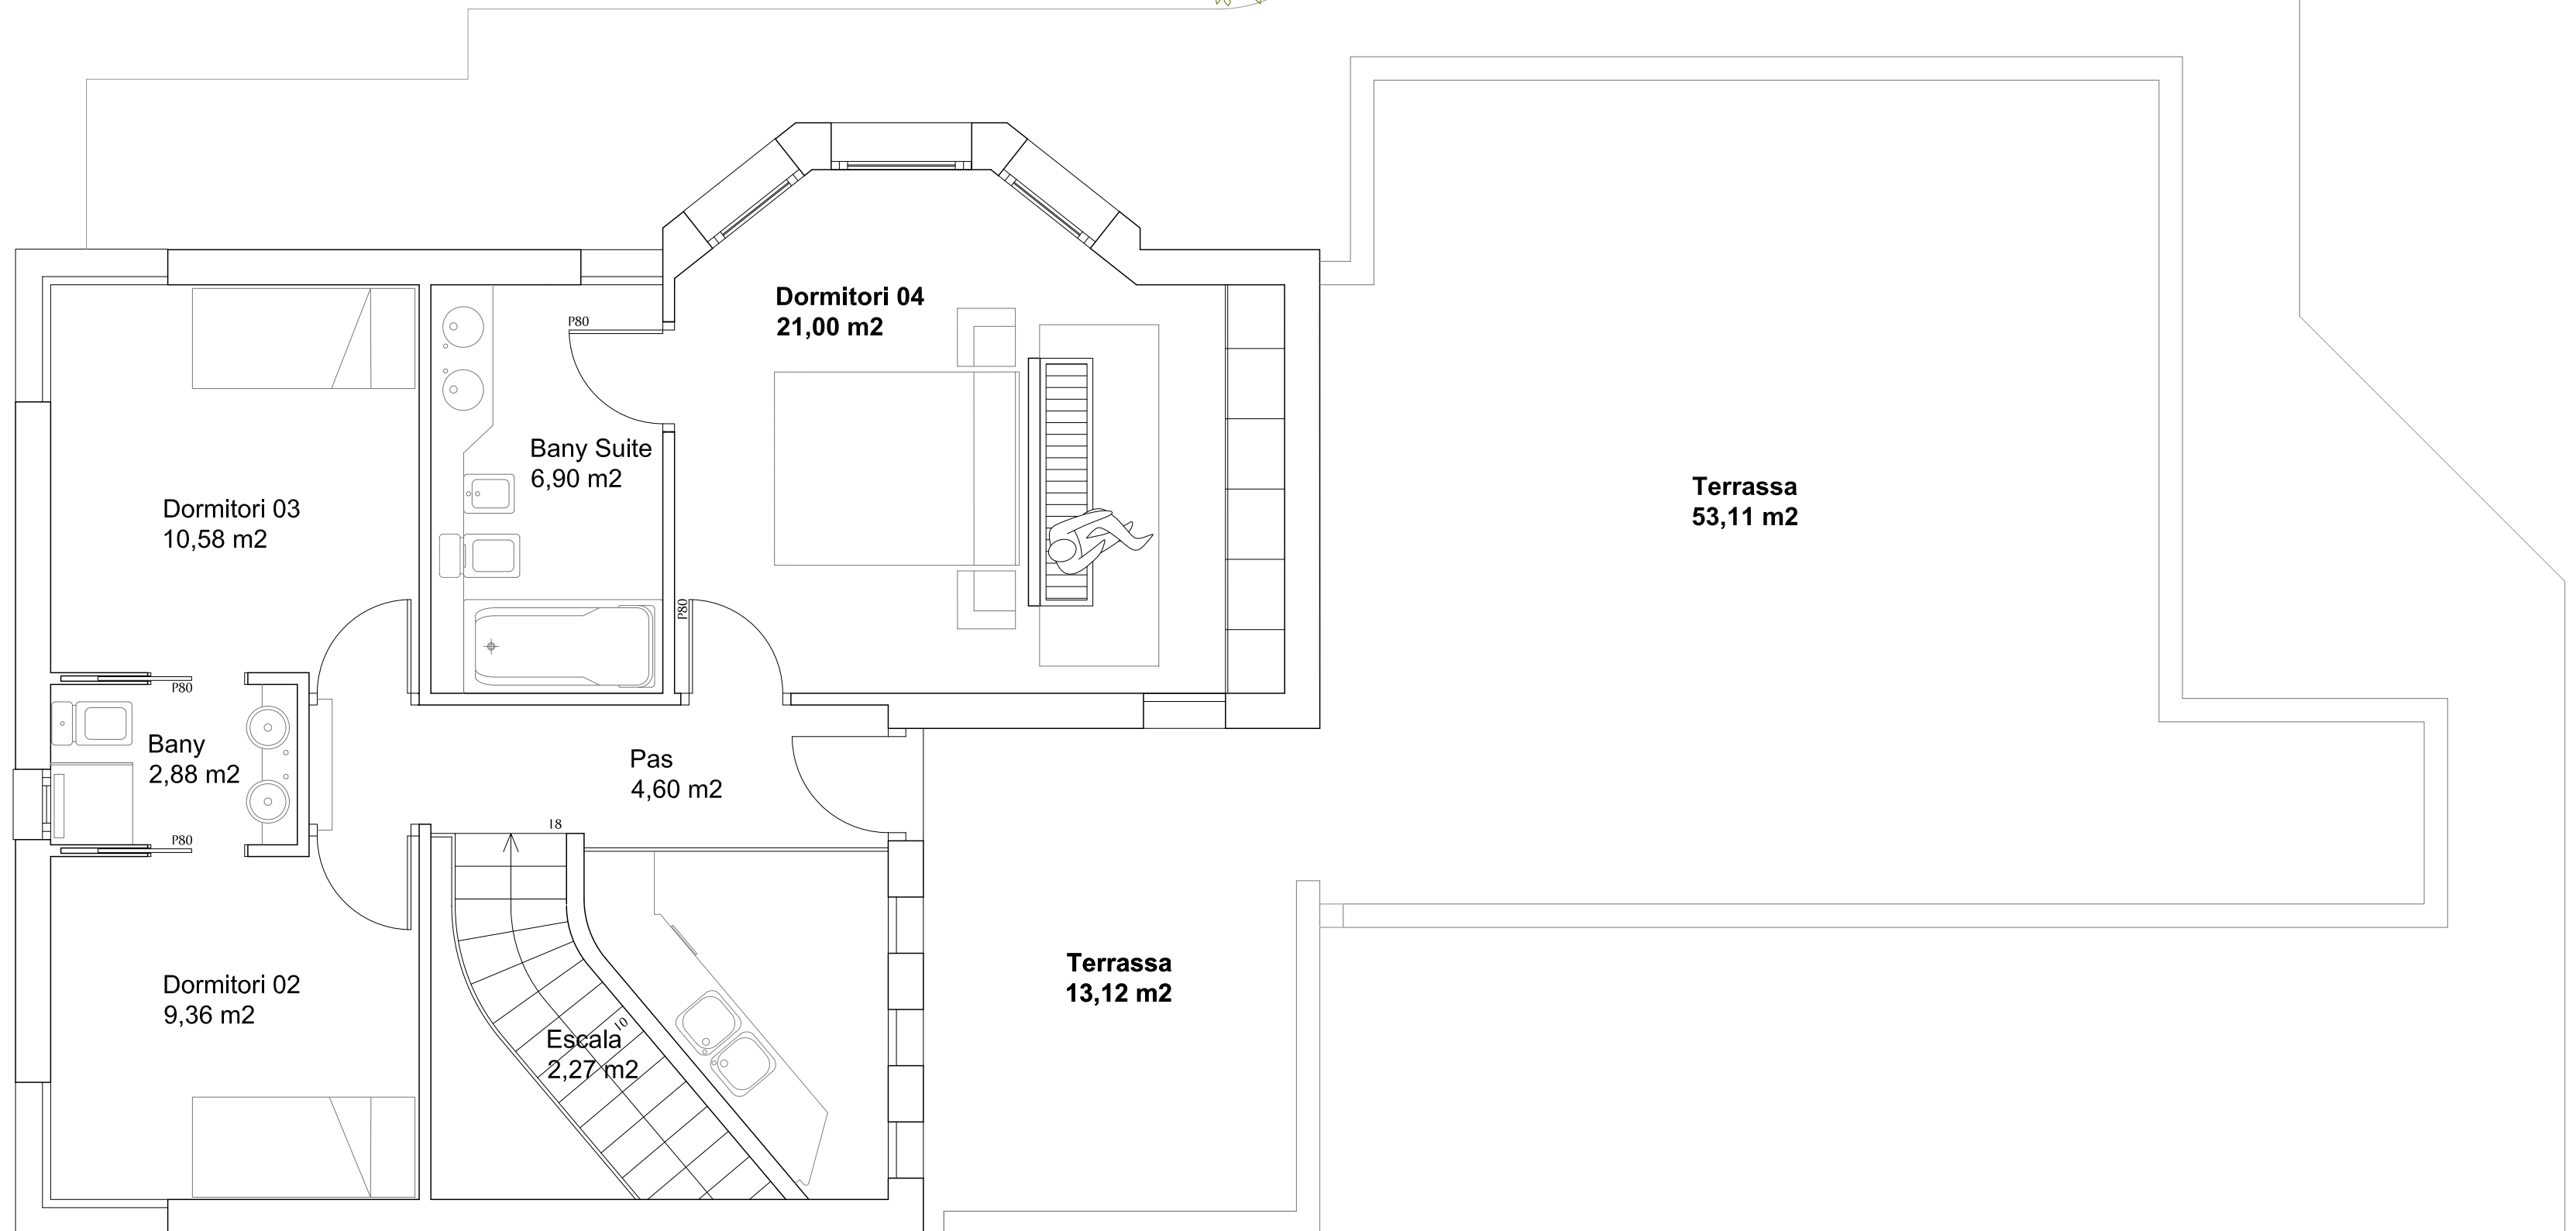 Dormitori 04
21,00 m2
P80
Bany Suite
6,90 m2
Terrassa
53,11 m2
Dormitori 03
10,58 m2
P80
P80
Bany
2,88 m2
Pas
4,60 m2
18
P80
Dormitori 02
9,36 m2
Terrassa
13,12 m2
10
Escala
2,27 m2